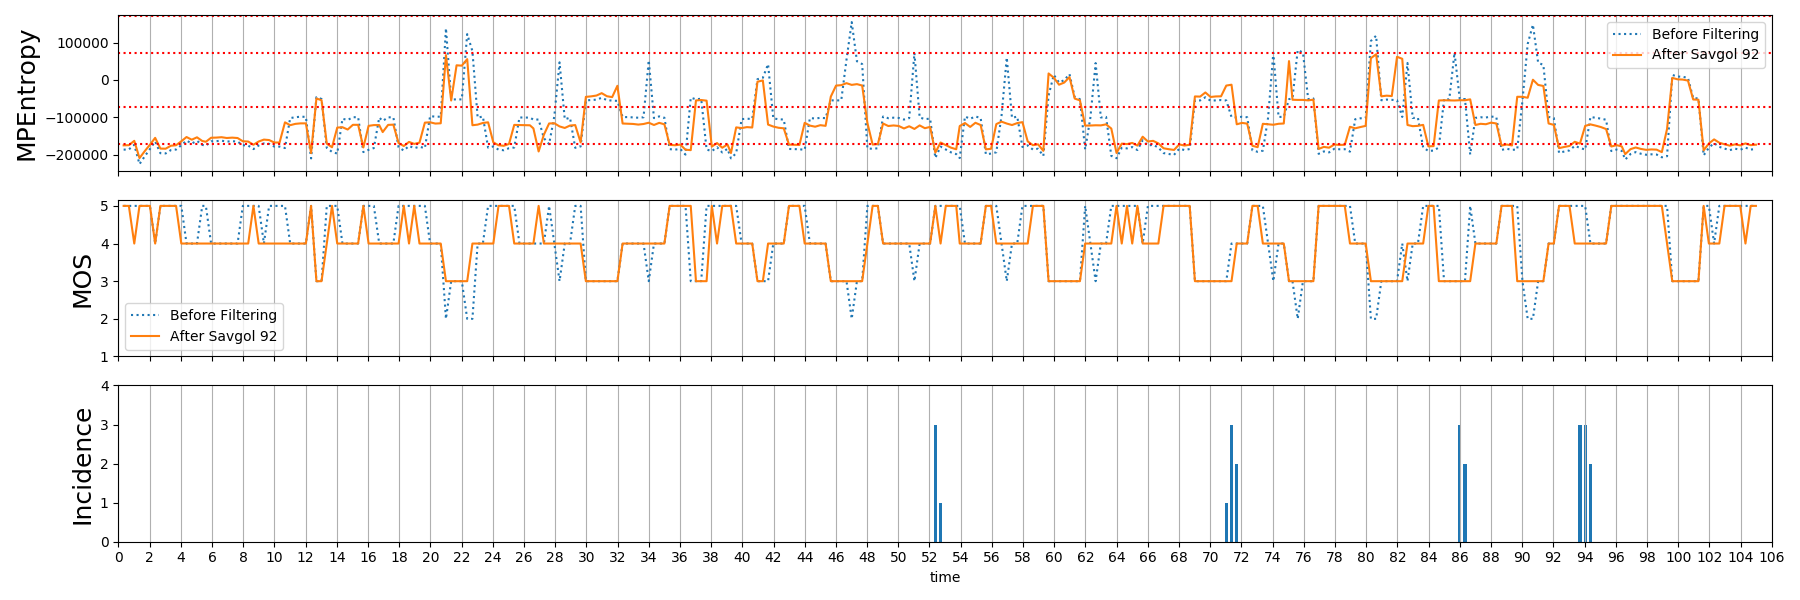 MPEntropy
100000
0
−100000
−200000
Before Filtering
After Savgol 92
MOS
5
4
3
2
1
Before Filtering
After Savgol 92
Incidence
4
3
2
1
0
0 2 4 6 8 10 12 14 16 18 20 22 24 26 28 30 32 34 36 38 40 42 44 46 48 50 52 54 56 58 60 62 64 66 68 70 72 74 76 78 80 82 84 86 88 90 92 94 96 98 100 102 104 106
time